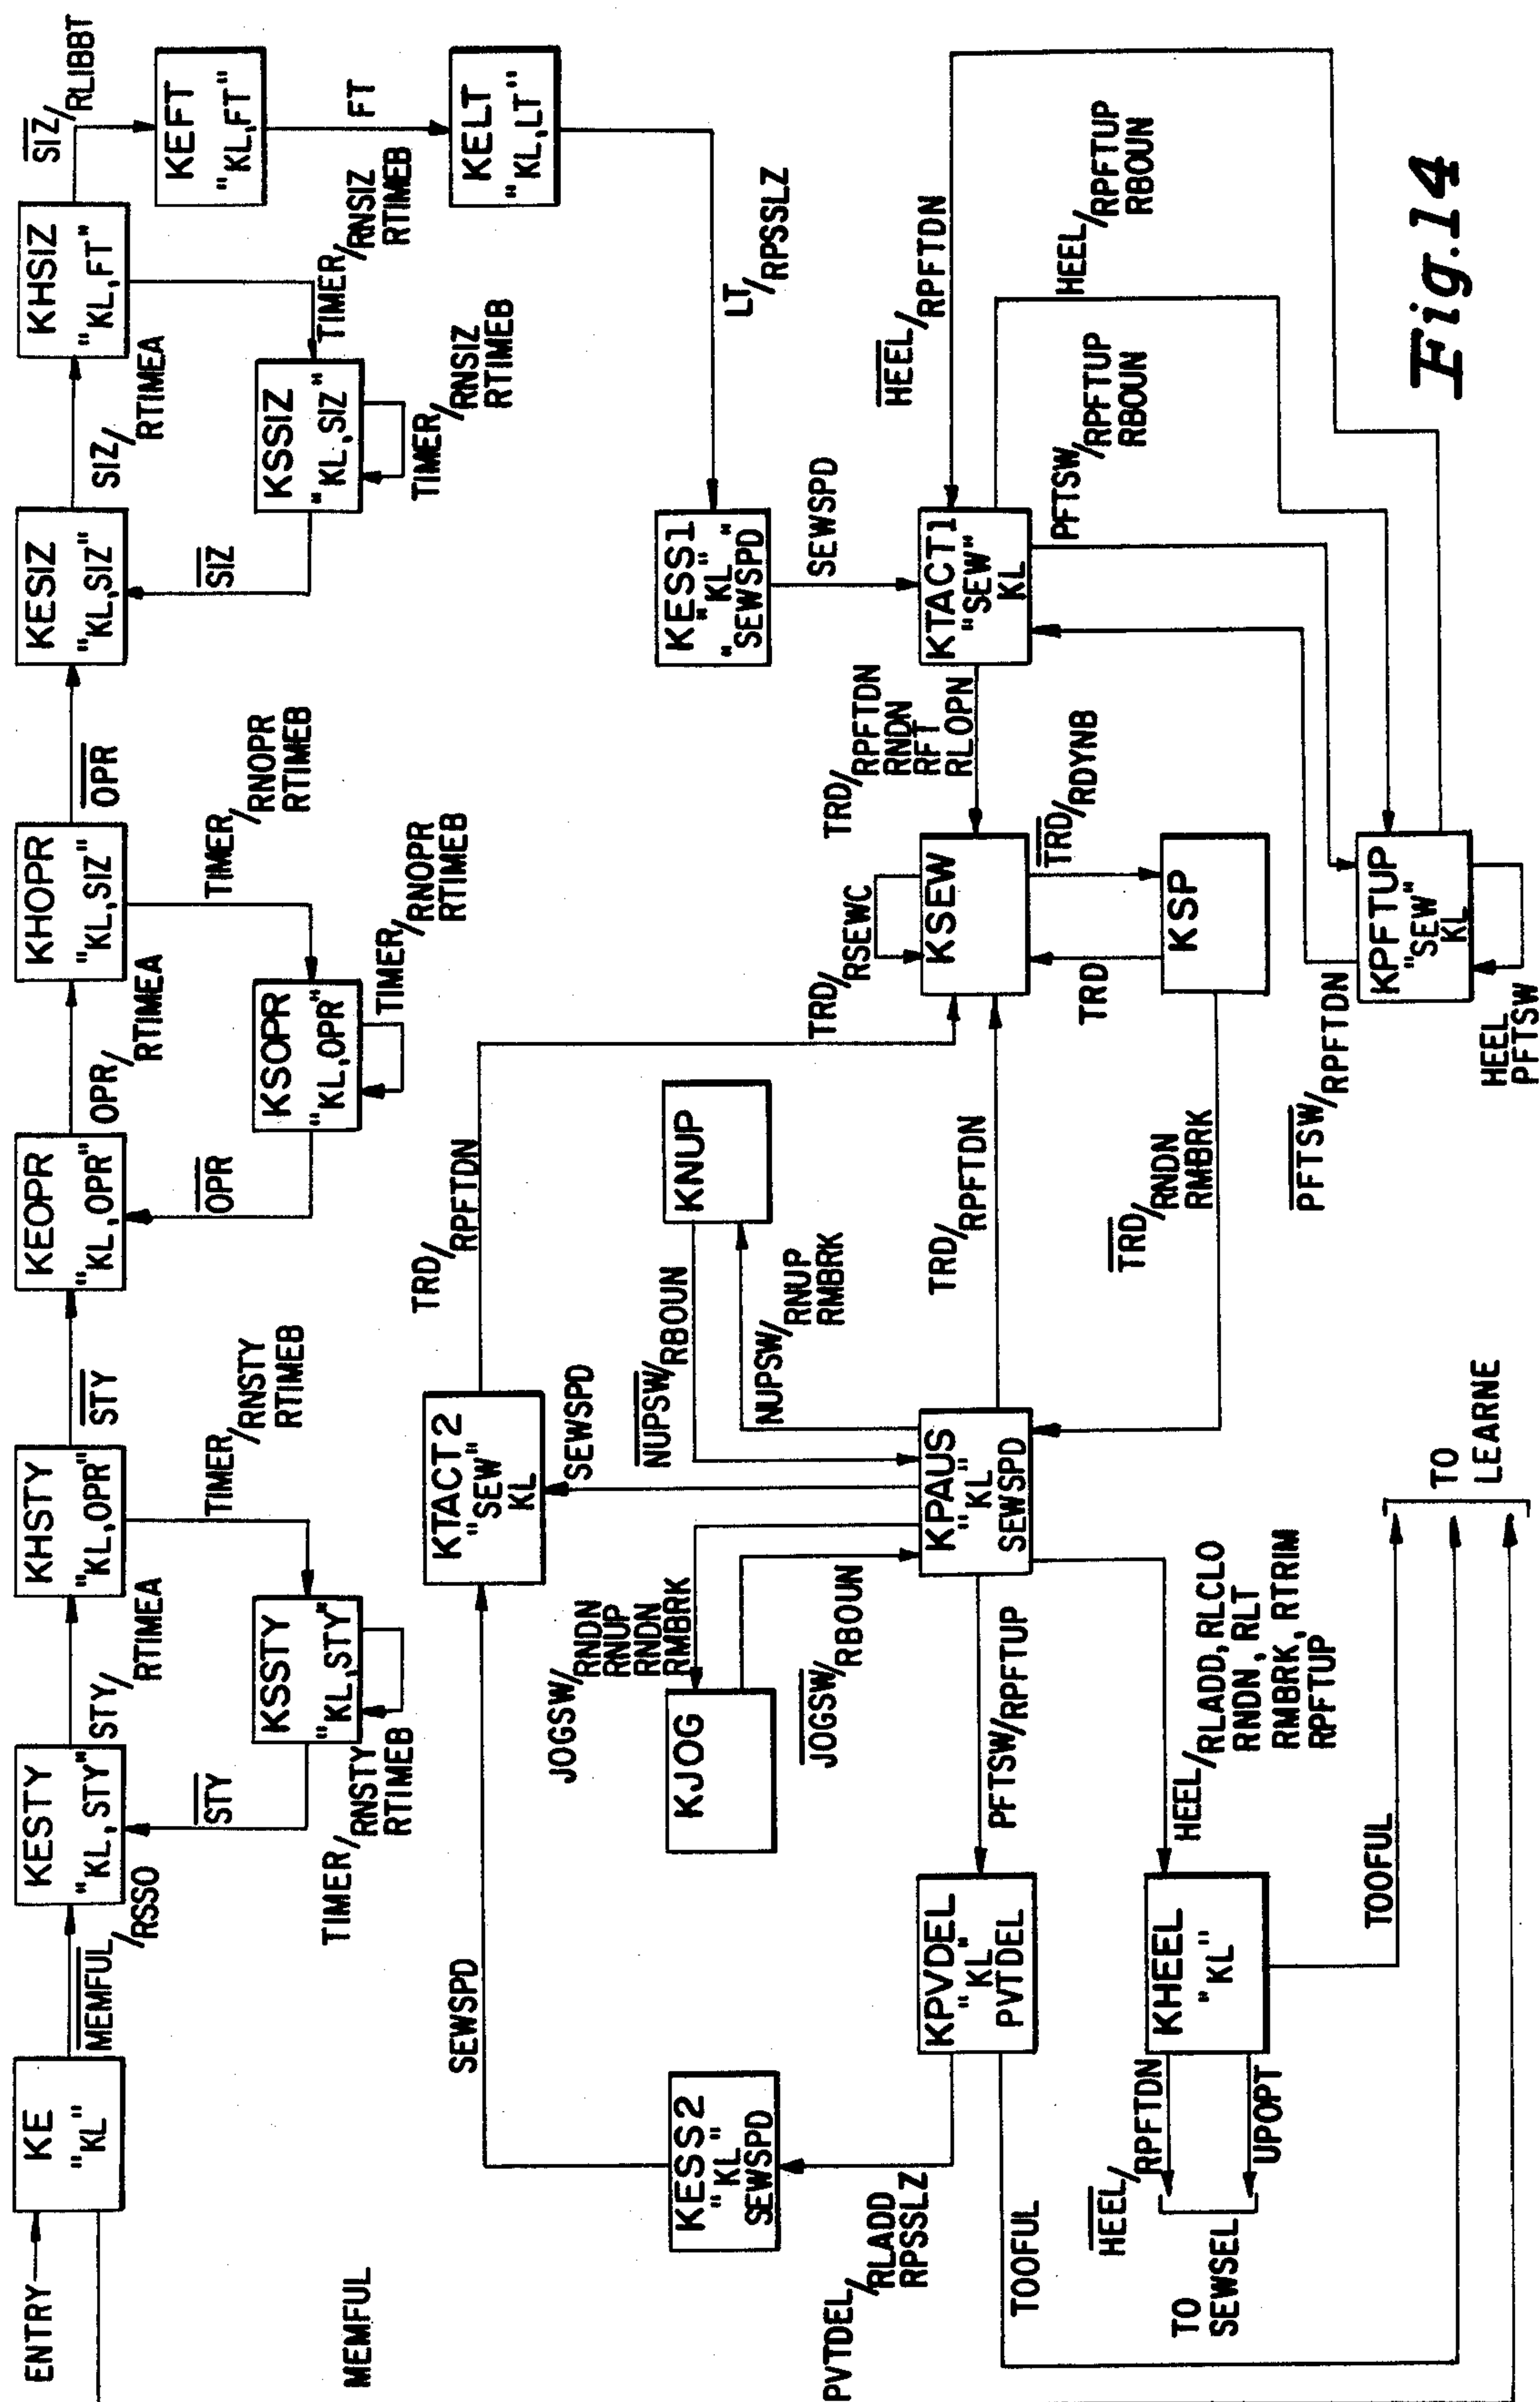 ENTRY
KE
"KL"
MEMFUL
/RSSO
KESTY
"KL,STY"
STY/
RTIMEA
KHSTY
"KL,OPR"
STY
KEOPR
"KL,OPR"
OPR/
RTIMEA
KHOPR
"KL,SIZ"
OPR
KESIZ
"KL,SIZ"
SIZ/
RTIMEA
KHSIZ
"KL,FT"
SIZ/RLIBBT
KEFT
"KL,FT"
FT
KELT
"KL,LT"
STY
KSSTY
"KL,STY"
TIMER/RNSTY
RTIMEB
TIMER/RNSTY
RTIMEB
OPR
KSOPR
"KL,OPR"
TIMER/RNOPR
RTIMEB
TIMER/RNOPR
RTIMEB
SIZ
KSSIZ
"KL,SIZ"
TIMER/RNSIZ
RTIMEB
TIMER/RNSIZ
RTIMEB
LT/RPSSLZ
MEMFUL
SEWSPD
KTACT2
"SEW"
KL
TRD/RPFTDN
SEWSPD
KESS2
"KL"
SEWSPD
KJOG
JOGSW/RNDN
RNUP
RNDN
RMBRK
JOGSW/RBOUN
KNUP
NUPSW/RBOUN
NUPSW/RNUP
RMBRK
KESS1
"KL"
"SEWSPD
SEWSPD
PVTDEL/RLADD
RPSSLZ
KPVDEL
"KL"
PVTDEL
PFTSW/RPFTUP
KPAUS
"KL"
SEWSPD
TRD/RPFTDN
TRD/RSEWC
KSEW
TRD/RPFTDN
RNDN
RFT
RLOPN
KTACT1
"SEW"
KL
HEEL/RPFTDN
TOOFUL
HEEL/RPFTDN
UPOPT
TO
SEWSEL
KHEEL
"KL"
HEEL/RLADD,RLCLO
RNDN,RLT
RMBRK,RTRIM
RPFTUP
TRD/RNDN
RMBRK
TRD
TRD/RDYNB
KSP
PFTSW/RPFTUP
RBOUN
HEEL/RPFTUP
RBOUN
TOOFUL
PFTSW/RPFTDN
KPFTUP
"SEW"
KL
HEEL
PFTSW
TO
LEARNE
Fig.14